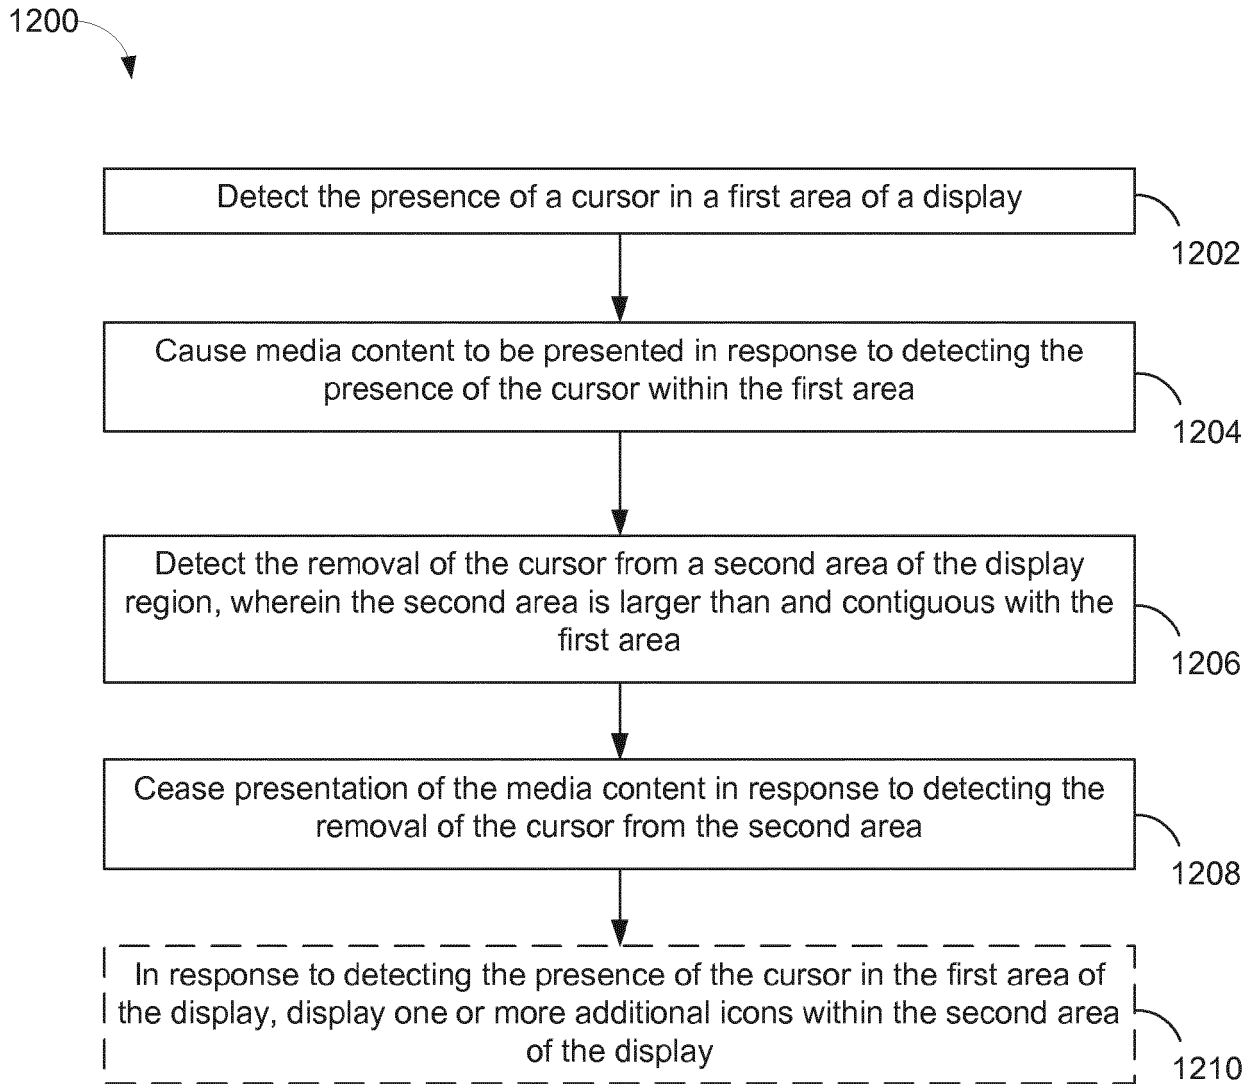 1200
Detect the presence of a cursor in a first area of a display
1202
Cause media content to be presented in response to detecting the
presence of the cursor within the first area
1204
Detect the removal of the cursor from a second area of the display
region, wherein the second area is larger than and contiguous with the
first area
1206
Cease presentation of the media content in response to detecting the
removal of the cursor from the second area
1208
In response to detecting the presence of the cursor in the first area of
the display, display one or more additional icons within the second area
of the display
1210